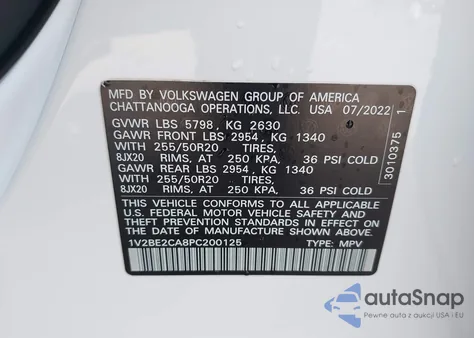 MFD BY VOLKSWAGEN GROUP OF AMERICA
CHATTANOOGA OPERATIONS, LLC. USA 07/2022
GVWR LBS 5798, KG 2630
GAWR FRONT LBS 2954, KG 1340
WITH 255/50R20 TIRES,
8JX20 RIMS, AT 250 KPA, 36 PSI COLD
GAWR REAR LBS 2954, KG 1340
WITH 255/50R20 TIRES,
8JX20 RIMS, AT 250 KPA, 36 PSI COLD
THIS VEHICLE CONFORMS TO ALL APPLICABLE
U.S. FEDERAL MOTOR VEHICLE SAFETY, BUMPER
AND THEFT PREVENTION STANDARDS IN EFFECT ON
THE DATE OF MANUFACTURE SHOWN ABOVE.
1V2BE2CA8PC200125 TYPE: MPV
3010375 1
autoSnap
Pewne auta z aukcji w USA i EU